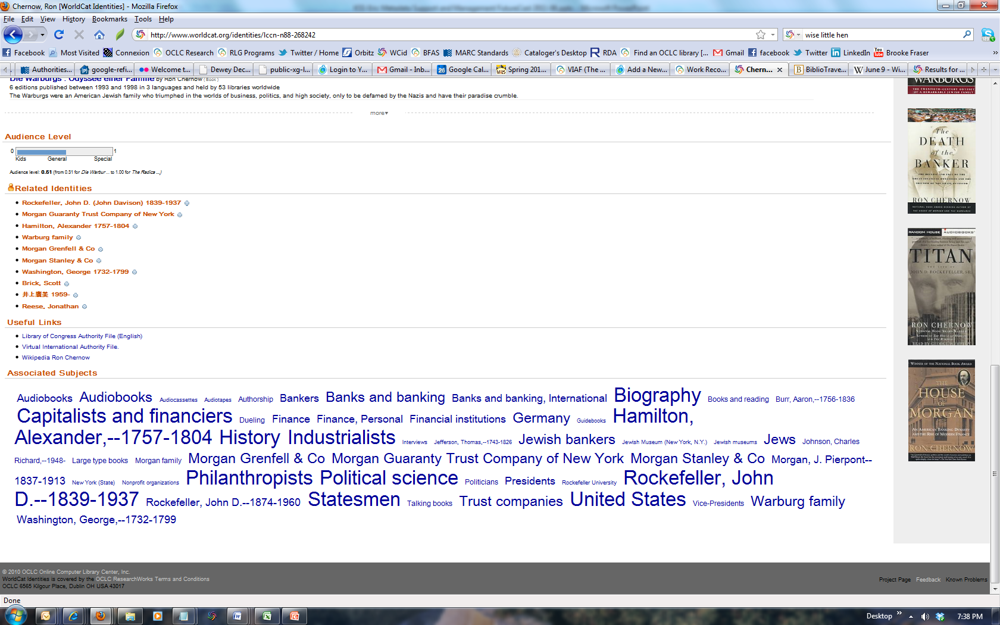 Chernow, Ron [WorldCat Identities] - Mozilla Firefox
File Edit View History Bookmarks Tools Help
http://www.worldcat.org/identities/lccn-n88-268242
wise little hen
Facebook Most Visited Connexion OCLC Research RLG Programs Twitter / Home Orbitz WCid BFAS MARC Standards Cataloger's Desktop RDA Find an OCLC library [... Gmail facebook Twitter LinkedIn Brooke Fraser
Authorities... google-refi... Welcome t... Dewey Dec... public-xg-l... Login to Y... Gmail - Inb... Google Cal... Spring 201... VIAF (The ... Add a New... Work Reco... Chern... BiblioTrave... June 9 - Wi... Results for ...
Die Warburgs : Odyssee einer Familie by Ron Chernow ( Book )
6 editions published between 1993 and 1998 in 3 languages and held by 53 libraries worldwide
The Warburgs were an American Jewish family who triumphed in the worlds of business, politics, and high society, only to be defamed by the Nazis and have their paradise crumble.
more▾
Audience Level
0 1
Kids General Special
Audience level: 0.51 (from 0.31 for Die Warbur ... to 1.00 for The Radica ...)
Related Identities
• Rockefeller, John D. (John Davison) 1839-1937
• Morgan Guaranty Trust Company of New York
• Hamilton, Alexander 1757-1804
• Warburg family
• Morgan Grenfell & Co
• Morgan Stanley & Co
• Washington, George 1732-1799
• Brick, Scott
• 井上廣美 1959-
• Reese, Jonathan
Useful Links
• Library of Congress Authority File (English)
• Virtual International Authority File.
• Wikipedia Ron Chernow
Associated Subjects
Audiobooks Audiobooks Audiocassettes Audiotapes Authorship Bankers Banks and banking Banks and banking, International Biography Books and reading Burr, Aaron,--1756-1836
Capitalists and financiers Dueling Finance Finance, Personal Financial institutions Germany Guidebooks Hamilton,
Alexander,--1757-1804 History Industrialists Interviews Jefferson, Thomas,--1743-1826 Jewish bankers Jewish Museum (New York, N.Y.) Jewish museums Jews Johnson, Charles
Richard,--1948- Large type books Morgan family Morgan Grenfell & Co Morgan Guaranty Trust Company of New York Morgan Stanley & Co Morgan, J. Pierpont--
1837-1913 New York (State) Nonprofit organizations Philanthropists Political science Politicians Presidents Rockefeller University Rockefeller, John
D.--1839-1937 Rockefeller, John D.--1874-1960 Statesmen Talking books Trust companies United States Vice-Presidents Warburg family
Washington, George,--1732-1799
WARBURGS
THE TWENTIETH-CENTURY ODYSSEY
OF A REMARKABLE JEWISH FAMILY
The
DEATH
of the
BANKER
RON CHERNOW
RANDOM HOUSE AUDIOBOOKS
TITAN
THE LIFE OF
JOHN D. ROCKEFELLER, SR.
RON CHERNOW
WINNER OF THE NATIONAL BOOK AWARD
THE
HOUSE
OF
MORGAN
AN AMERICAN BANKING DYNASTY
AND THE RISE OF MODERN FINANCE
RON CHERNOW
© 2010 OCLC Online Computer Library Center, Inc.
WorldCat Identities is covered by the OCLC ResearchWorks Terms and Conditions
OCLC 6565 Kilgour Place, Dublin OH USA 43017
Project Page Feedback Known Problems
Done
Desktop
7:38 PM